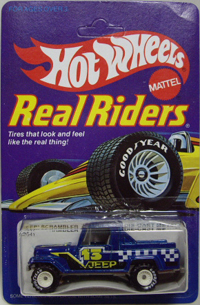 Hot Wheels
MATTEL
Real Riders
Tires that look and feel
like the real thing!
GOOD YEAR
13
JEEP